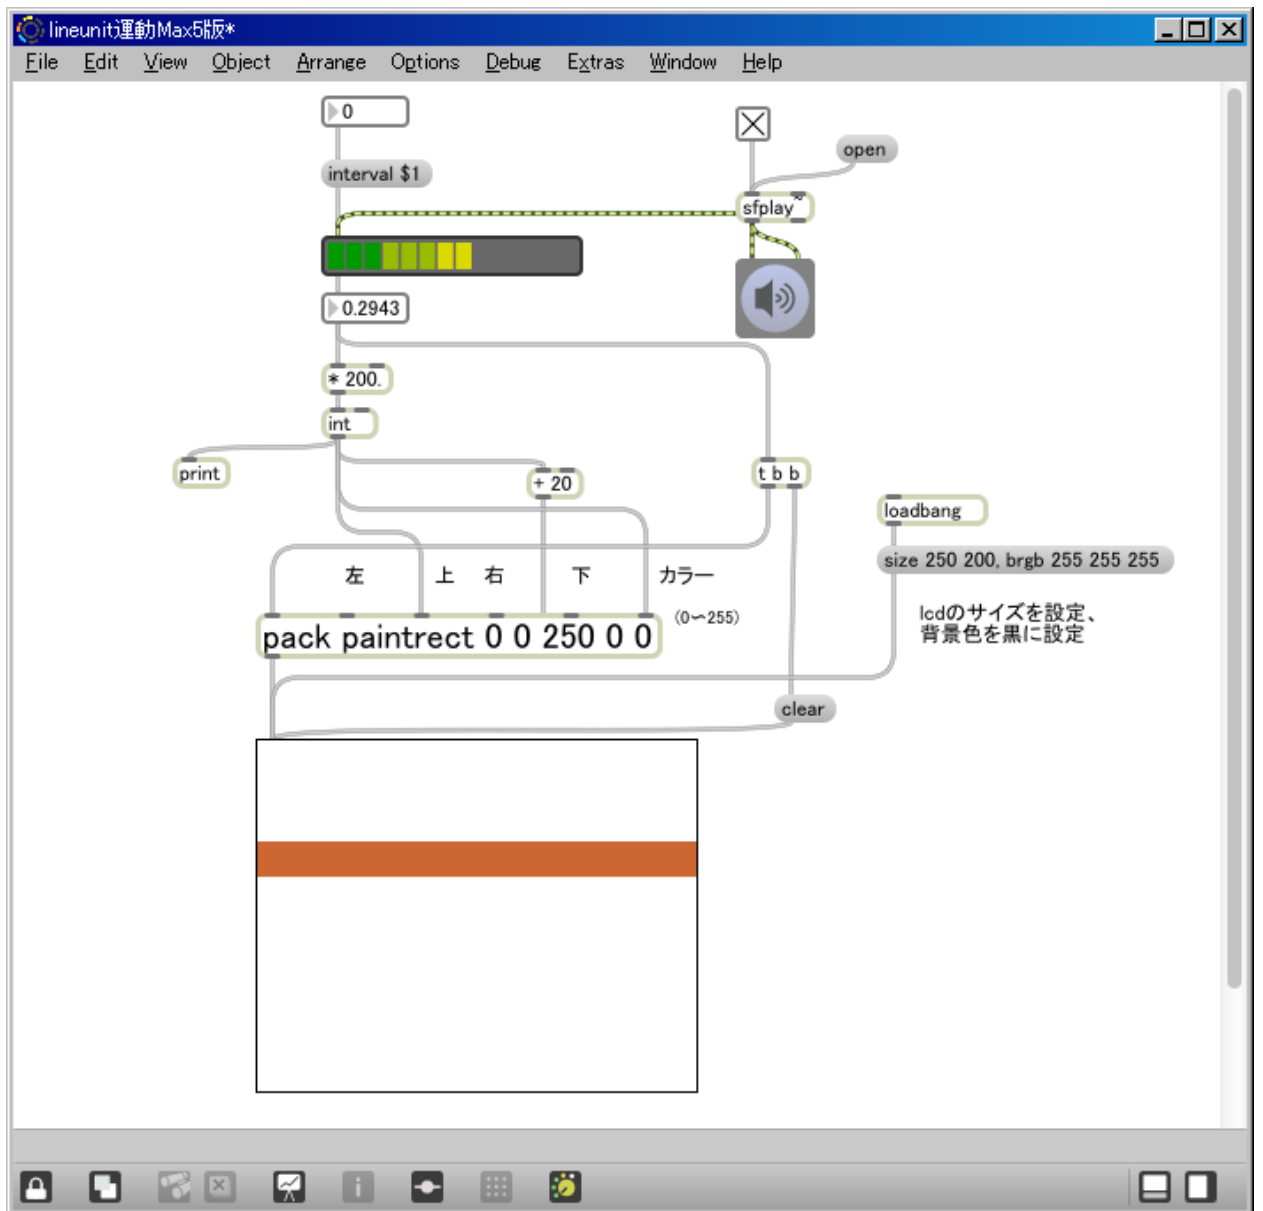 lineunit運動Max5版*
File Edit View Object Arrange Options Debug Extras Window Help
0
open
interval $1
sfplay~
0.2943
* 200.
int
print
+ 20
t b b
loadbang
size 250 200, brgb 255 255 255
左 上 右 下 カラー
(0〜255)
lcdのサイズを設定、
背景色を黒に設定
pack paintrect 0 0 250 0 0
clear